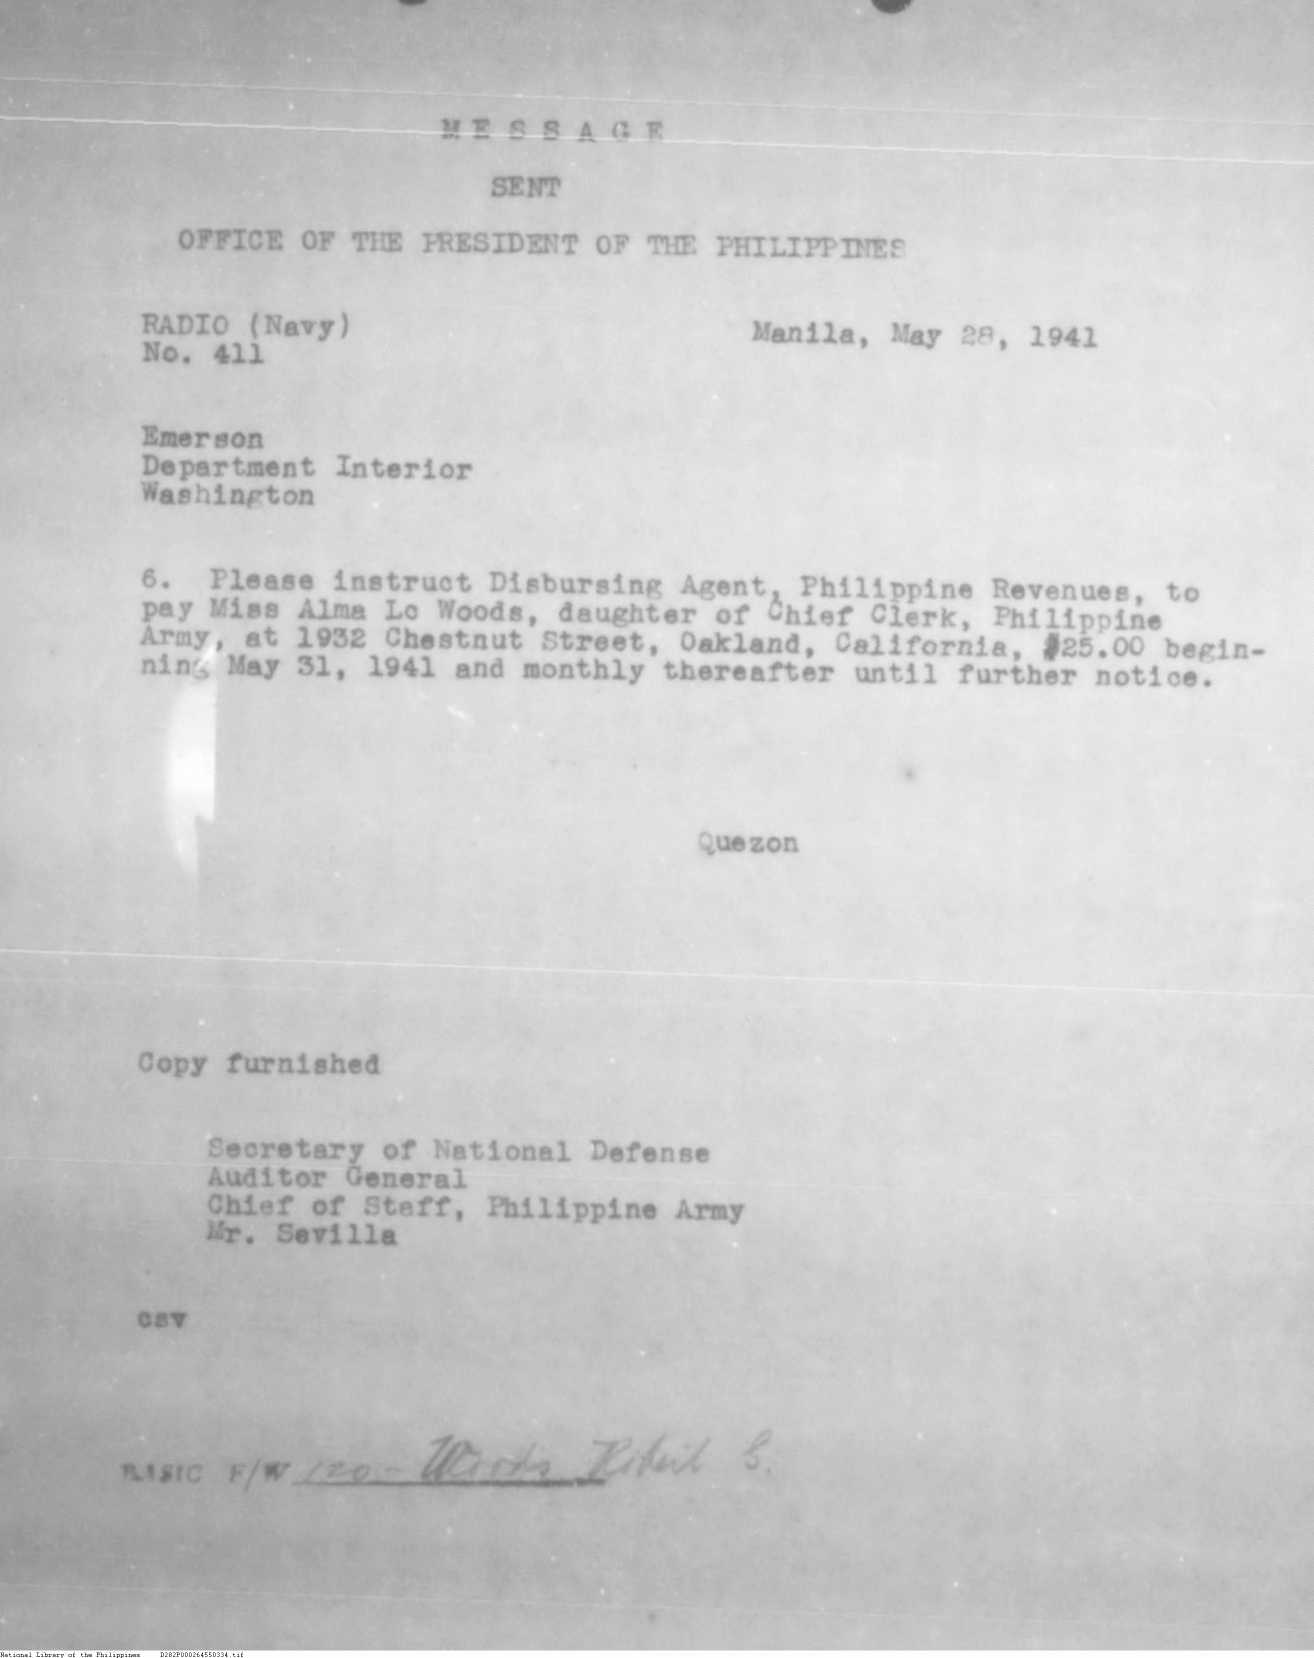 M E S S A G E
SENT
OFFICE OF THE PRESIDENT OF THE PHILIPPINES
RADIO (Navy)
Manila, May 28, 1941
No. 411
Emerson
Department Interior
Washington
6. Please instruct Disbursing Agent, Philippine Revenues, to
pay Miss Alma Lc Woods, daughter of Chief Clerk, Philippine
Army, at 1932 Chestnut Street, Oakland, California, $25.00 begin-
ning May 31, 1941 and monthly thereafter until further notice.
Quezon
Copy furnished
Secretary of National Defense
Auditor General
Chief of Staff, Philippine Army
Mr. Sevilla
csv
BASIC F/W 120 - Woods
National Library of the Philippines D282P000264550334.tif